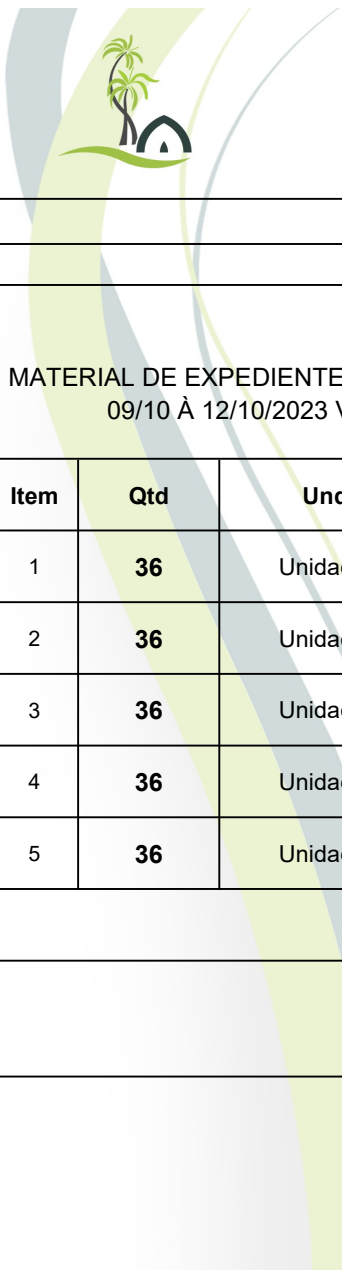 MATERIAL DE EXPEDIENTE
09/10 À 12/10/2023
Item Qtd
1 36
2 36
3 36
4 36
5 36